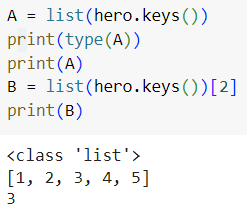 A = list(hero.keys())
print(type(A))
print(A)
B = list(hero.keys())[2]
print(B)
<class 'list'>
[1, 2, 3, 4, 5]
3